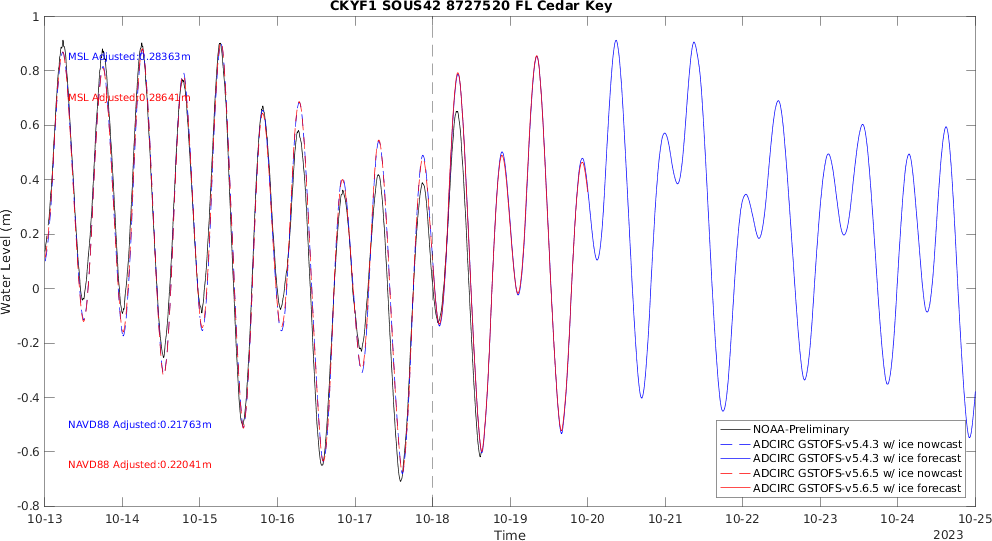 CKYF1 SOUS42 8727520 FL Cedar Key
1
0.8
0.6
0.4
0.2
0
-0.2
-0.4
-0.6
-0.8
Water Level (m)
MSL Adjusted:0.28363m
MSL Adjusted:0.28641m
NAVD88 Adjusted:0.21763m
NAVD88 Adjusted:0.22041m
NOAA-Preliminary
ADCIRC GSTOFS-v5.4.3 w/ ice nowcast
ADCIRC GSTOFS-v5.4.3 w/ ice forecast
ADCIRC GSTOFS-v5.6.5 w/ ice nowcast
ADCIRC GSTOFS-v5.6.5 w/ ice forecast
10-13 10-14 10-15 10-16 10-17 10-18 10-19 10-20 10-21 10-22 10-23 10-24 10-25
Time
2023